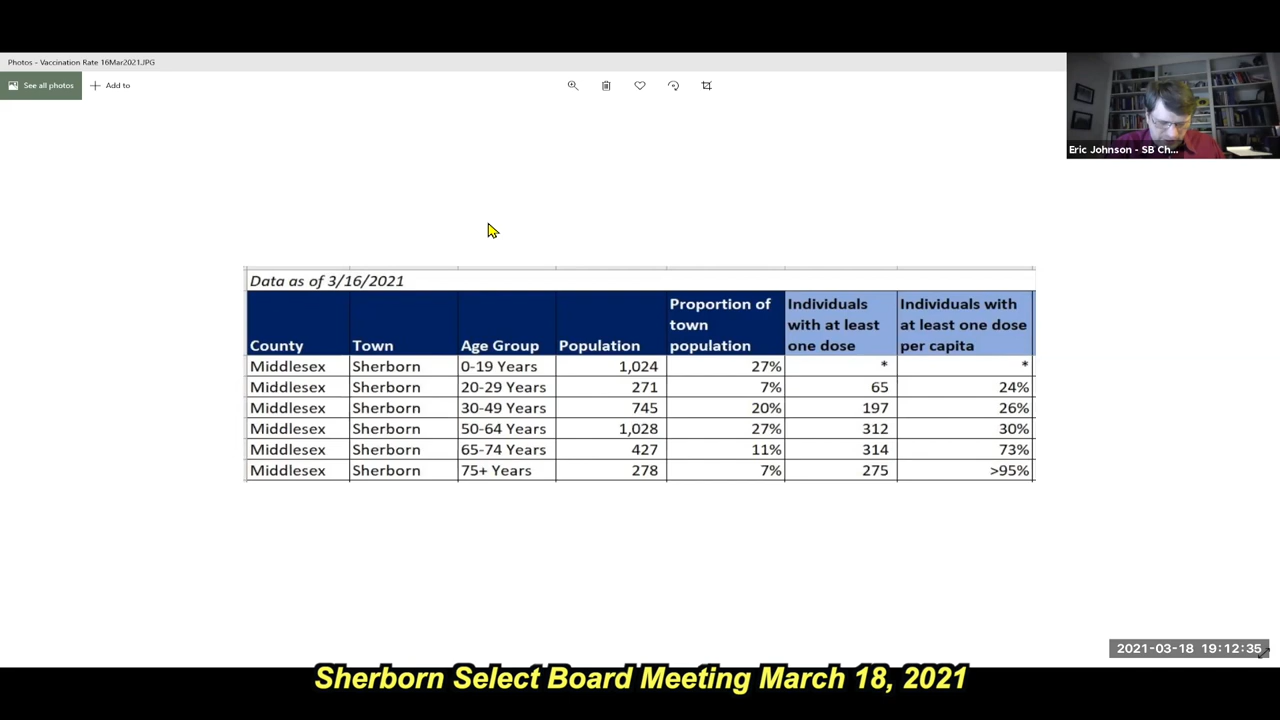 Photos - Vaccination Rate 16Mar2021.JPG
See all photos
Add to
Eric Johnson - SB Ch...
Data as of 3/16/2021
County Town Age Group Population Proportion of town population Individuals with at least one dose Individuals with at least one dose per capita
Middlesex Sherborn 0-19 Years 1,024 27% * *
Middlesex Sherborn 20-29 Years 271 7% 65 24%
Middlesex Sherborn 30-49 Years 745 20% 197 26%
Middlesex Sherborn 50-64 Years 1,028 27% 312 30%
Middlesex Sherborn 65-74 Years 427 11% 314 73%
Middlesex Sherborn 75+ Years 278 7% 275 >95%
2021-03-18 19:12:35
Sherborn Select Board Meeting March 18, 2021